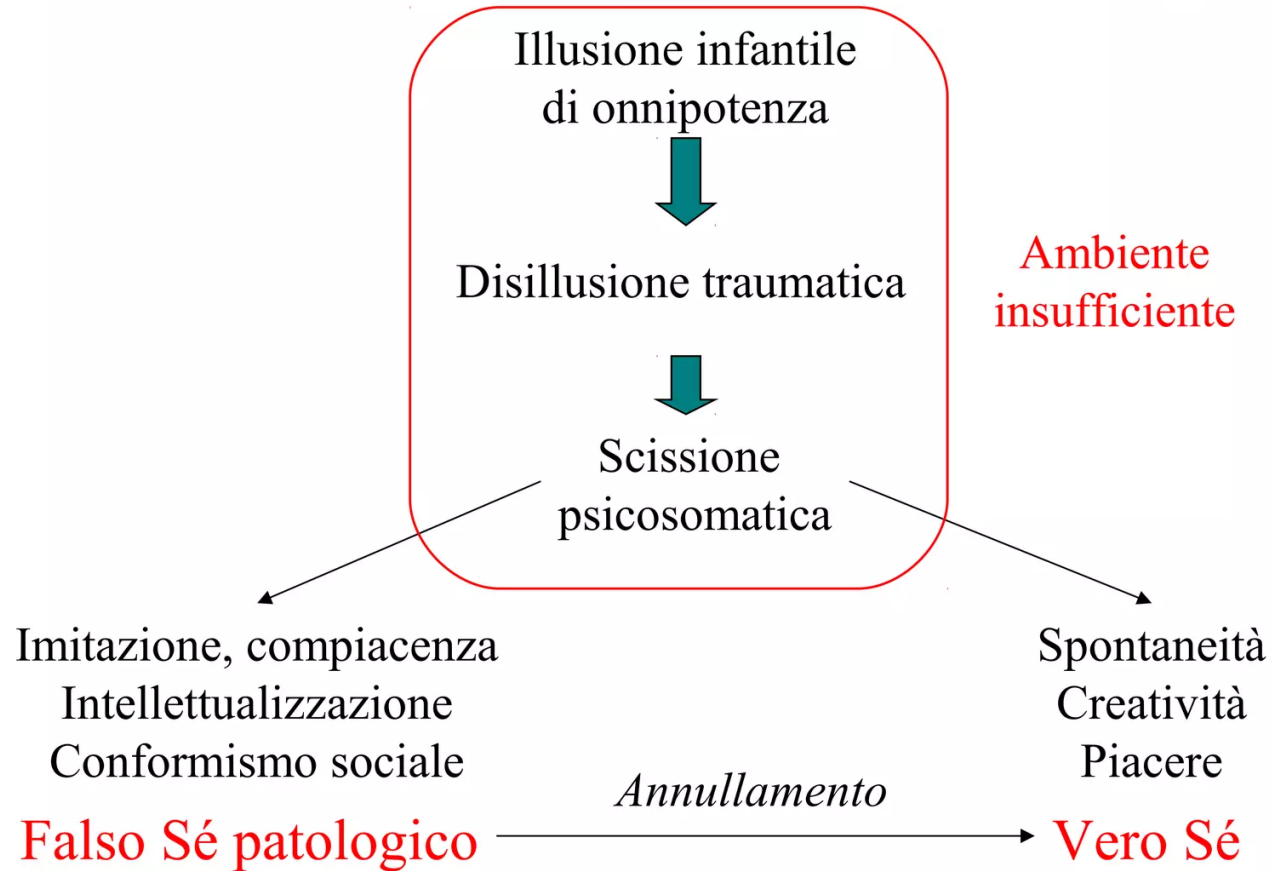 Illusione infantile
di onnipotenza
Disillusione traumatica
Ambiente
insufficiente
Scissione
psicosomatica
Imitazione, compiacenza
Intellettualizzazione
Conformismo sociale
Falso Sé patologico
Annullamento
Spontaneità
Creatività
Piacere
Vero Sé